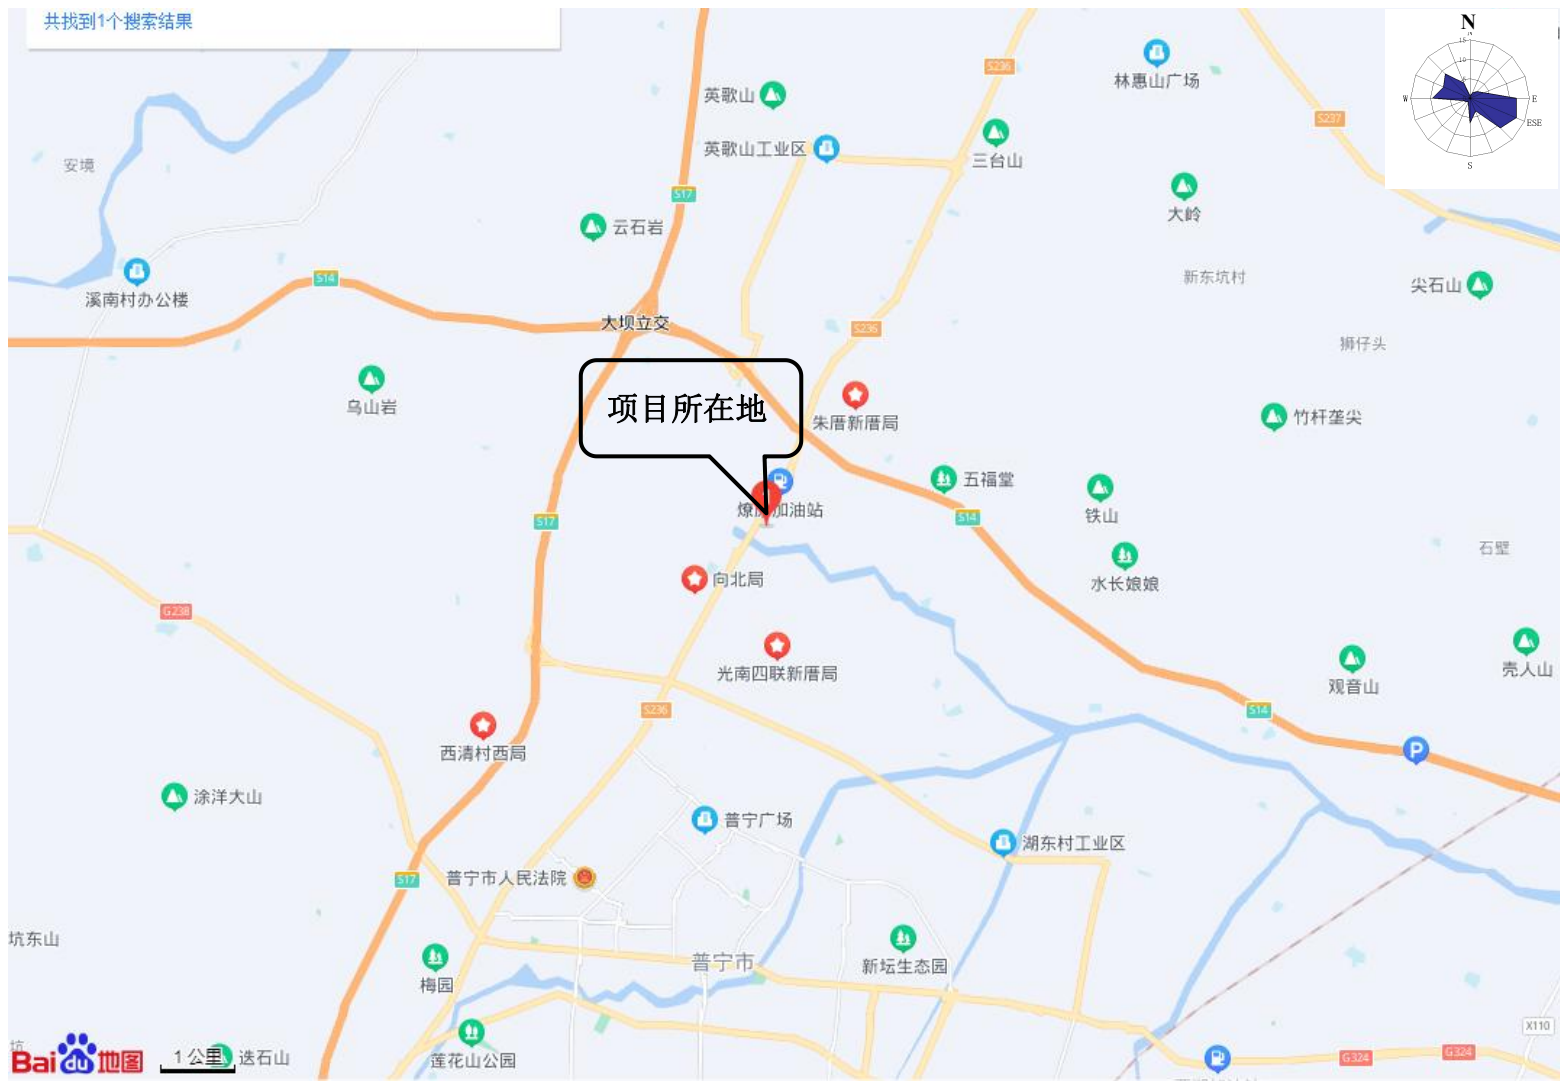 共找到1个搜索结果
N
N
15
10
5
W
E
ESE
S
S236
林惠山广场
英歌山
S237
英歌山工业区
三台山
安墩
S17
大岭
云石岩
新东坑村
S14
尖石山
溪南村办公楼
大坝立交
S236
狮仔头
乌山岩
项目所在地
朱厝新厝局
竹杆垄尖
五福堂
燎
加油站
S17
S14
铁山
石壁
水长娘娘
向北局
G238
光南四联新厝局
观音山
壳人山
S236
S14
西清村西局
P
涂洋大山
普宁广场
湖东村工业区
S17
普宁市人民法院
坑东山
普宁市
新坛生态园
梅园
X110
坑
Bai du 地图
1 公里
迭石山
莲花山公园
G324
G324